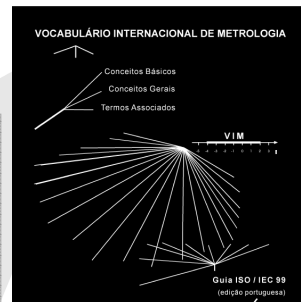 VOCABULÁRIO INTERNACIONAL DE METROLOGIA
Conceitos Básicos
Conceitos Gerais
Termos Associados
VIM
Guia ISO / IEC 99
(edição portuguesa)